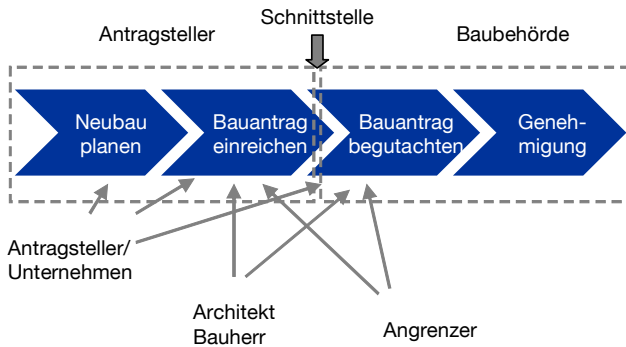 Schnittstelle
Antragsteller
Baubehörde
Neubau
planen
Bauantrag
einreichen
Bauantrag
begutachten
Geneh-
migung
Antragsteller/
Unternehmen
Architekt
Bauherr
Angrenzer